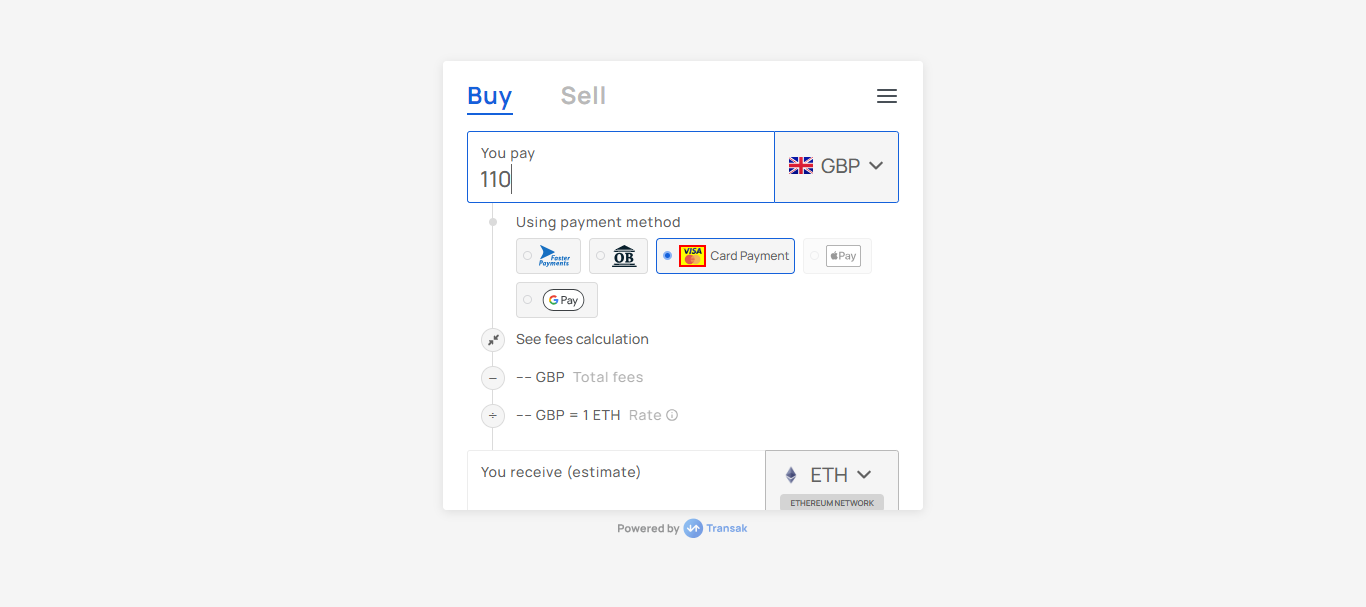 Buy Sell
You pay
110
GBP
Using payment method
Faster Payments
OB
VISA
Card Payment
Pay
G Pay
See fees calculation
– –– GBP Total fees
÷ –– GBP = 1 ETH Rate
You receive (estimate)
ETH
ETHEREUM NETWORK
Powered by Transak